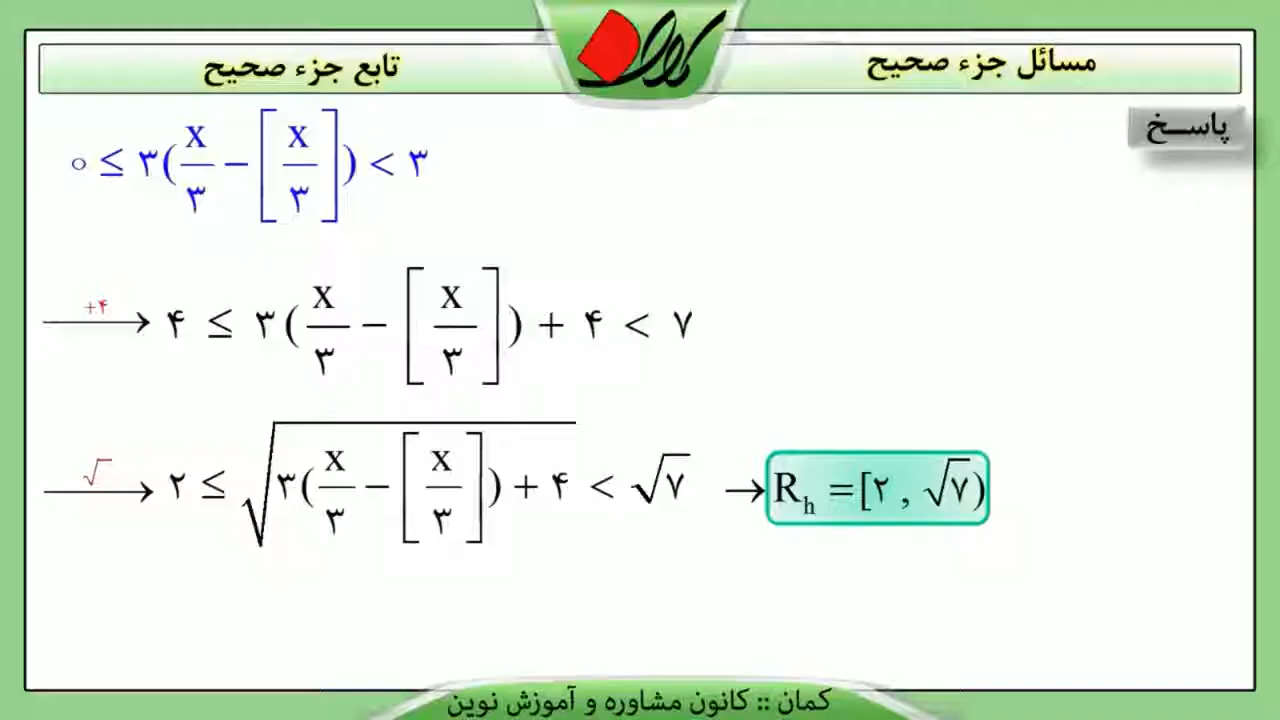 مسائل جزء صحیح
تابع جزء صحیح
پاسـخ
۰ ≤ ۳(x/۳ − [x/۳]) < ۳
+۴ → ۴ ≤ ۳(x/۳ − [x/۳]) + ۴ < ۷
√ → ۲ ≤ √(۳(x/۳ − [x/۳]) + ۴) < √۷ → Rₕ = [۲ , √۷)
کمان :: کانون مشاوره و آموزش نوین